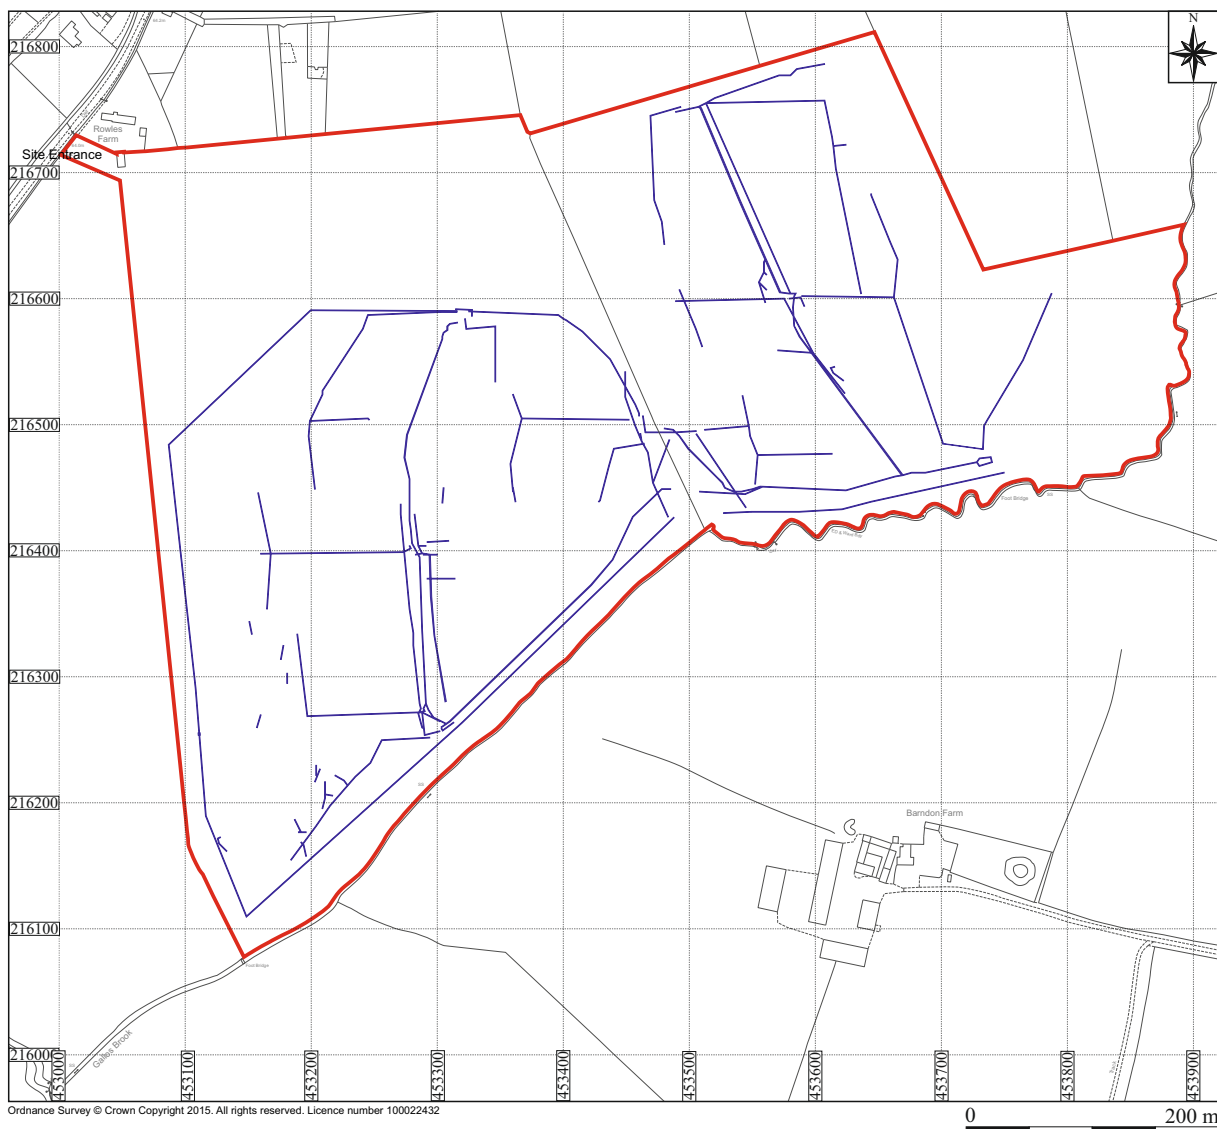 N
216800
Rowles
Farm
Site Entrance
216700
216600
216500
Foot Bridge
216400
216300
216200
Barndon Farm
216100
Foot Bridge
Gallos Brook
Track
216000
453000
453100
453200
453300
453400
453500
453600
453700
453800
453900
Ordnance Survey © Crown Copyright 2015. All rights reserved. Licence number 100022432
0 200 m